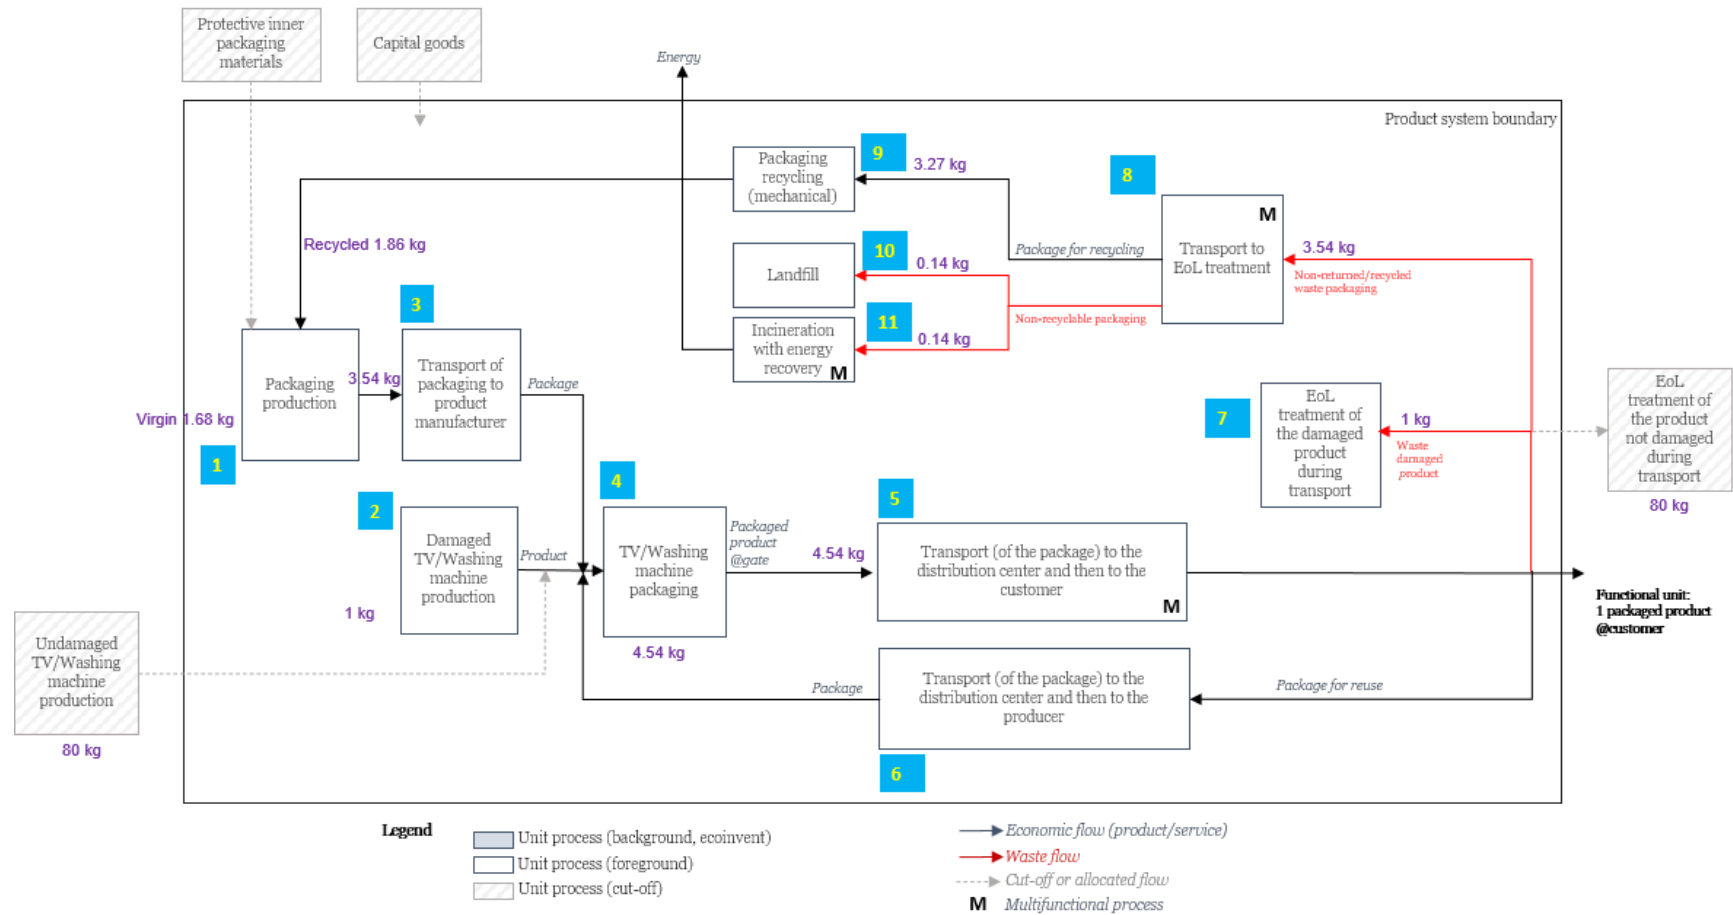 Protective inner
packaging
materials
Capital goods
Energy
Product system boundary
Packaging
recycling
(mechanical)
9
3.27 kg
8
M
Transport to
EoL treatment
Package for recycling
3.54 kg
Non-returned/recycled
waste packaging
Recycled 1.86 kg
Landfill
10
0.14 kg
Non-recyclable packaging
Incineration
with energy
recovery
M
11
0.14 kg
3
Packaging
production
Virgin 1.68 kg
1
3.54 kg
Transport of
packaging to
product
manufacturer
Package
7
EoL
treatment of
the damaged
product
during
transport
1 kg
Waste
damaged
product
EoL
treatment of
the product
not damaged
during
transport
80 kg
2
Damaged
TV/Washing
machine
production
1 kg
Product
4
TV/Washing
machine
packaging
4.54 kg
Packaged
product
@gate
4.54 kg
5
Transport (of the package) to the
distribution center and then to the
customer
M
Functional unit:
1 packaged product
@customer
Undamaged
TV/Washing
machine
production
80 kg
Package
Transport (of the package) to the
distribution center and then to the
producer
Package for reuse
6
Legend
Unit process (background, ecoinvent)
Unit process (foreground)
Unit process (cut-off)
Economic flow (product/service)
Waste flow
Cut-off or allocated flow
M Multifunctional process